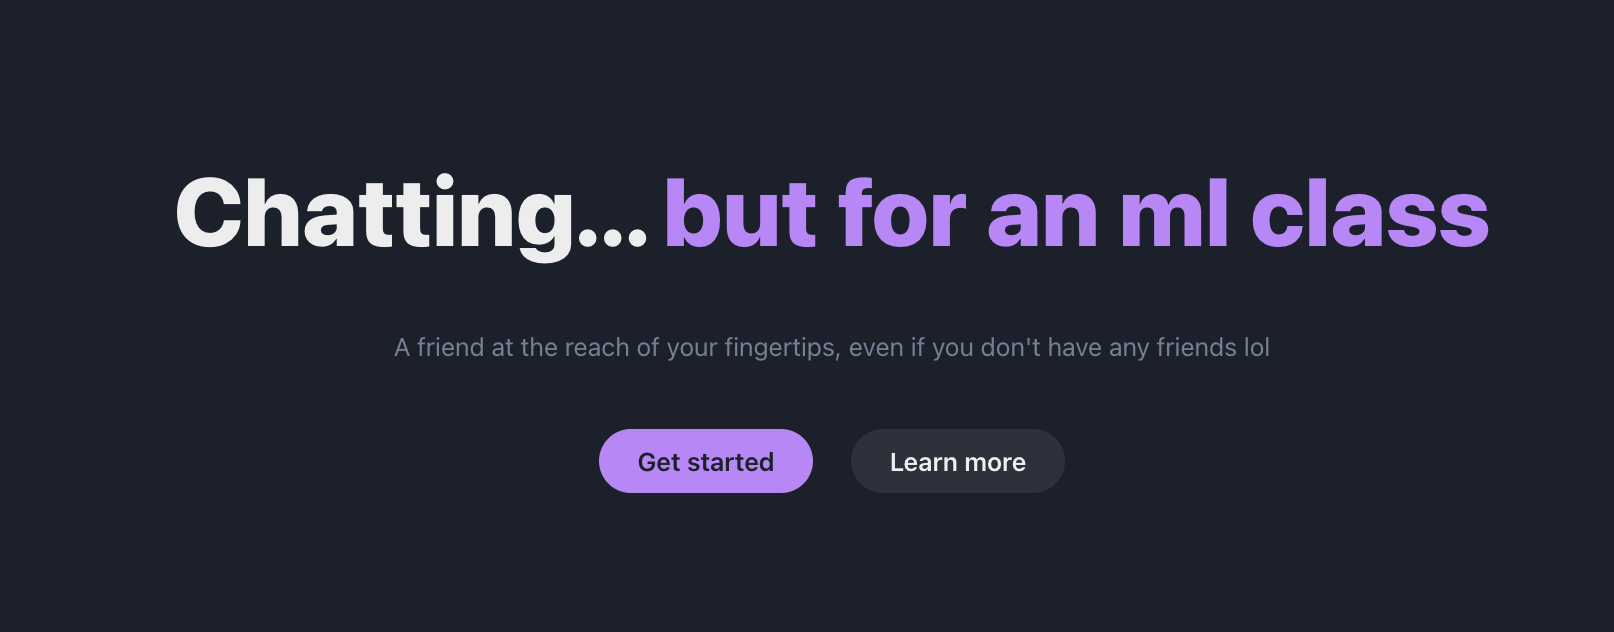 Chatting... but for an ml class
A friend at the reach of your fingertips, even if you don't have any friends lol
Get started
Learn more